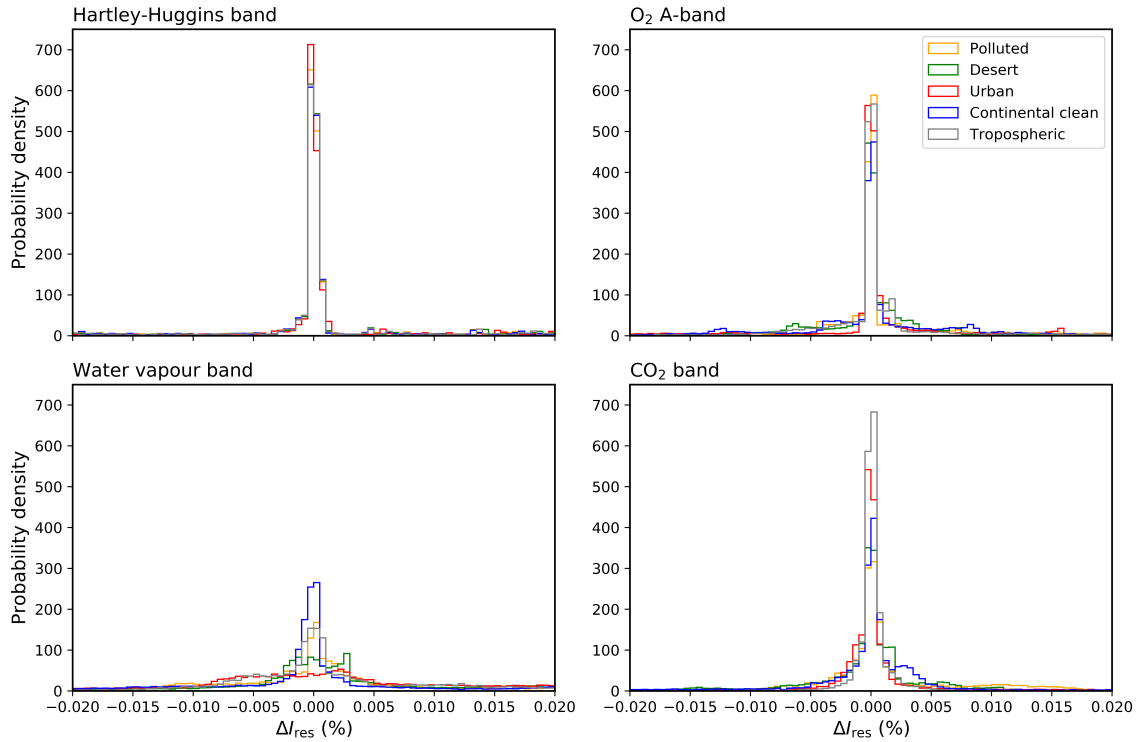 Hartley-Huggins band
O₂ A-band
700
600
500
400
300
200
100
0
Probability density
700
600
500
400
300
200
100
0
Polluted
Desert
Urban
Continental clean
Tropospheric
Water vapour band
CO₂ band
700
600
500
400
300
200
100
0
Probability density
−0.020 −0.015 −0.010 −0.005 0.000 0.005 0.010 0.015 0.020
ΔI_res (%)
700
600
500
400
300
200
100
0
−0.020 −0.015 −0.010 −0.005 0.000 0.005 0.010 0.015 0.020
ΔI_res (%)